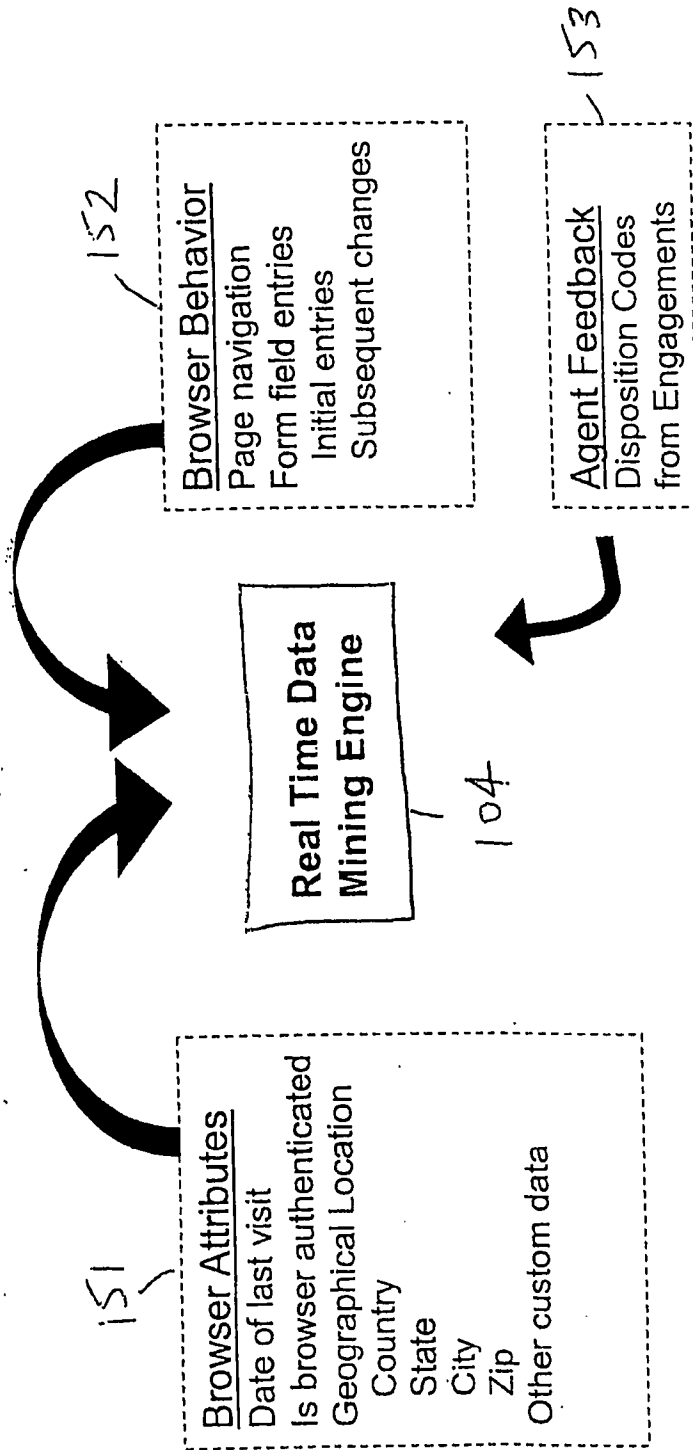 151
Browser Attributes
Date of last visit
Is browser authenticated
Geographical Location
Country
State
City
Zip
Other custom data
Real Time Data
Mining Engine
104
152
Browser Behavior
Page navigation
Form field entries
Initial entries
Subsequent changes
153
Agent Feedback
Disposition Codes
from Engagements